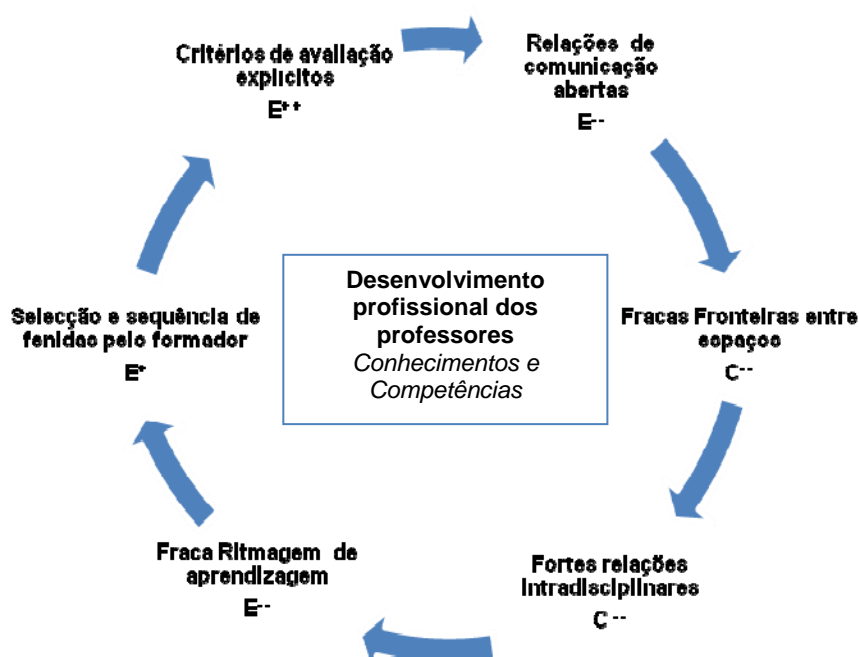 Critérios de avaliação
explicitos
E⁺⁺
Relações de
comunicação
abertas
E⁻⁻
Fracas Fronteiras entre
espaços
C⁻⁻
Fortes relações
intradisciplinares
C⁻⁻
Fraca Ritmagem de
aprendizagem
E⁻⁻
Selecção e sequência de
fenidas pelo formador
E⁺
Desenvolvimento
profissional dos
professores
Conhecimentos e
Competências